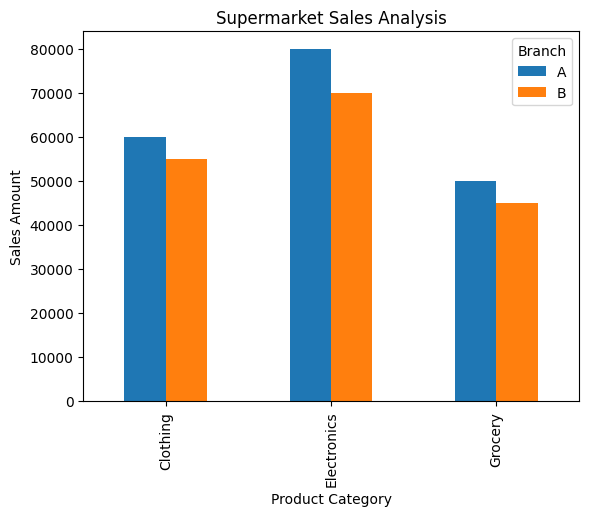 Supermarket Sales Analysis
Branch
A
B
Sales Amount
80000
70000
60000
50000
40000
30000
20000
10000
0
Clothing
Electronics
Grocery
Product Category